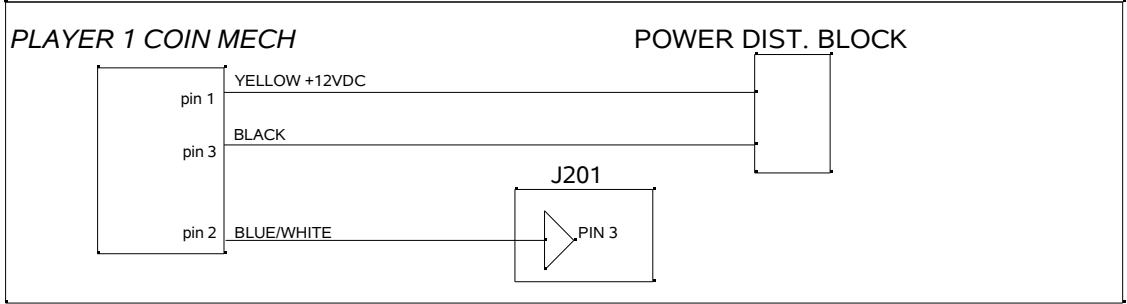 PLAYER 1 COIN MECH
POWER DIST. BLOCK
YELLOW +12VDC
pin 1
BLACK
pin 3
J201
pin 2
BLUE/WHITE
PIN 3